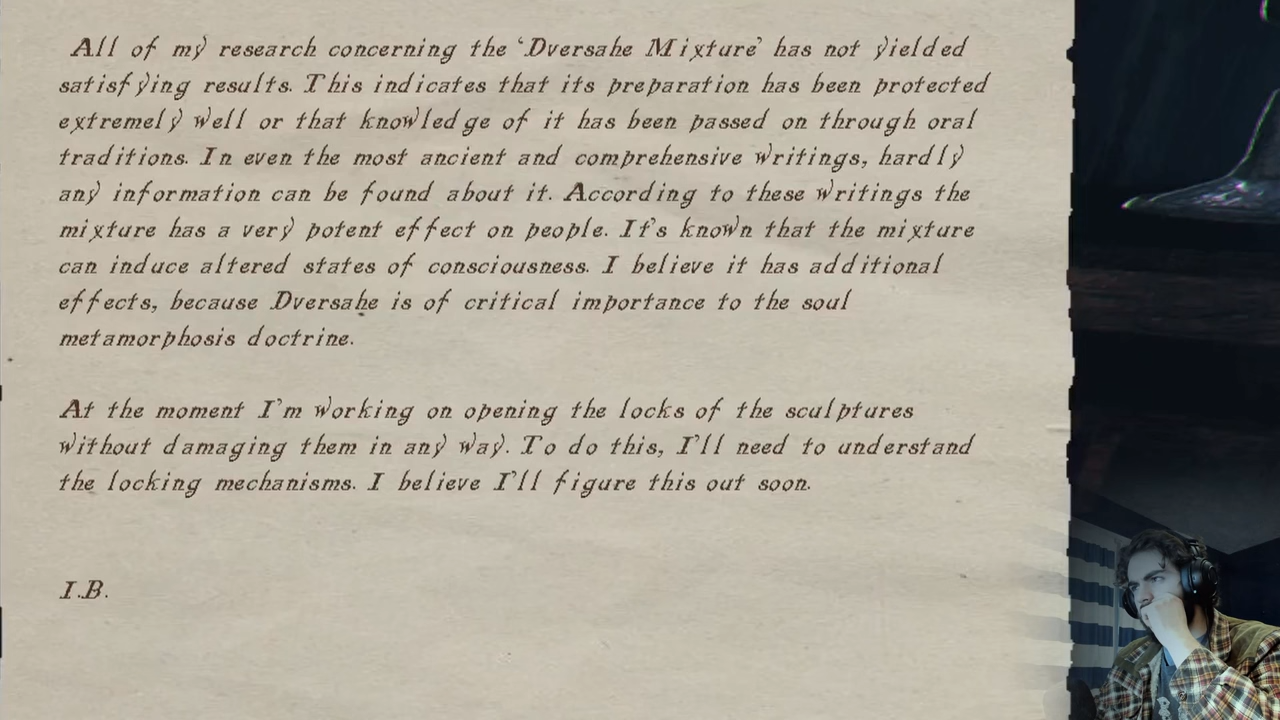 All of my research concerning the ‘Dversahe Mixture’ has not yielded
satisfying results. This indicates that its preparation has been protected
extremely well or that knowledge of it has been passed on through oral
traditions. In even the most ancient and comprehensive writings, hardly
any information can be found about it. According to these writings the
mixture has a very potent effect on people. It’s known that the mixture
can induce altered states of consciousness. I believe it has additional
effects, because Dversahe is of critical importance to the soul
metamorphosis doctrine.
At the moment I’m working on opening the locks of the sculptures
without damaging them in any way. To do this, I’ll need to understand
the locking mechanisms. I believe I’ll figure this out soon.
I.B.